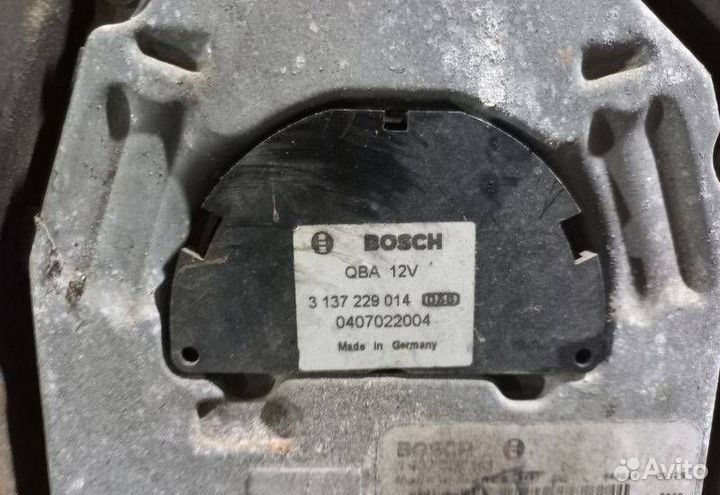 BOSCH
QBA 12V
3 137 229 014
0407022004
Made in Germany
BOSCH
Avito